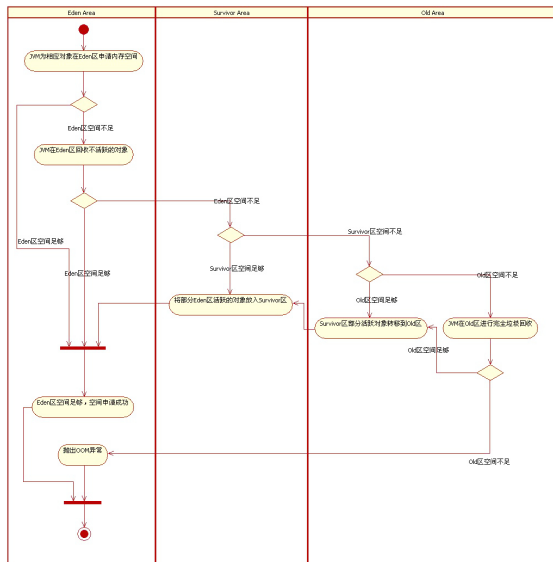 Eden Area
Survivor Area
Old Area
JVM为相应对象在Eden区申请内存空间
Eden区空间不足
JVM在Eden区回收不活跃的对象
Eden区空间不足
Survivor区空间不足
Eden区空间足够
Eden区空间足够
Survivor区空间足够
Old区空间不足
将部分Eden区活跃的对象放入Survivor区
Old区空间足够
Survivor区部分活跃对象转移到Old区
JVM在Old区进行完全垃圾回收
Old区空间足够
Eden区空间足够，空间申请成功
抛出OOM异常
Old区空间不足